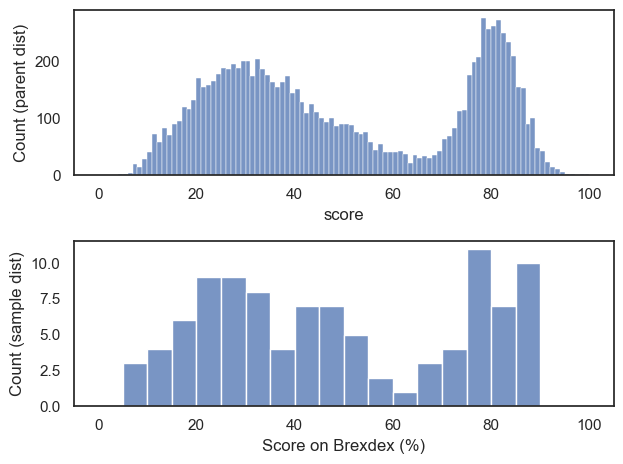 Count (parent dist)
200
100
0
0 20 40 60 80 100
score
Count (sample dist)
10.0
7.5
5.0
2.5
0.0
0 20 40 60 80 100
Score on Brexdex (%)